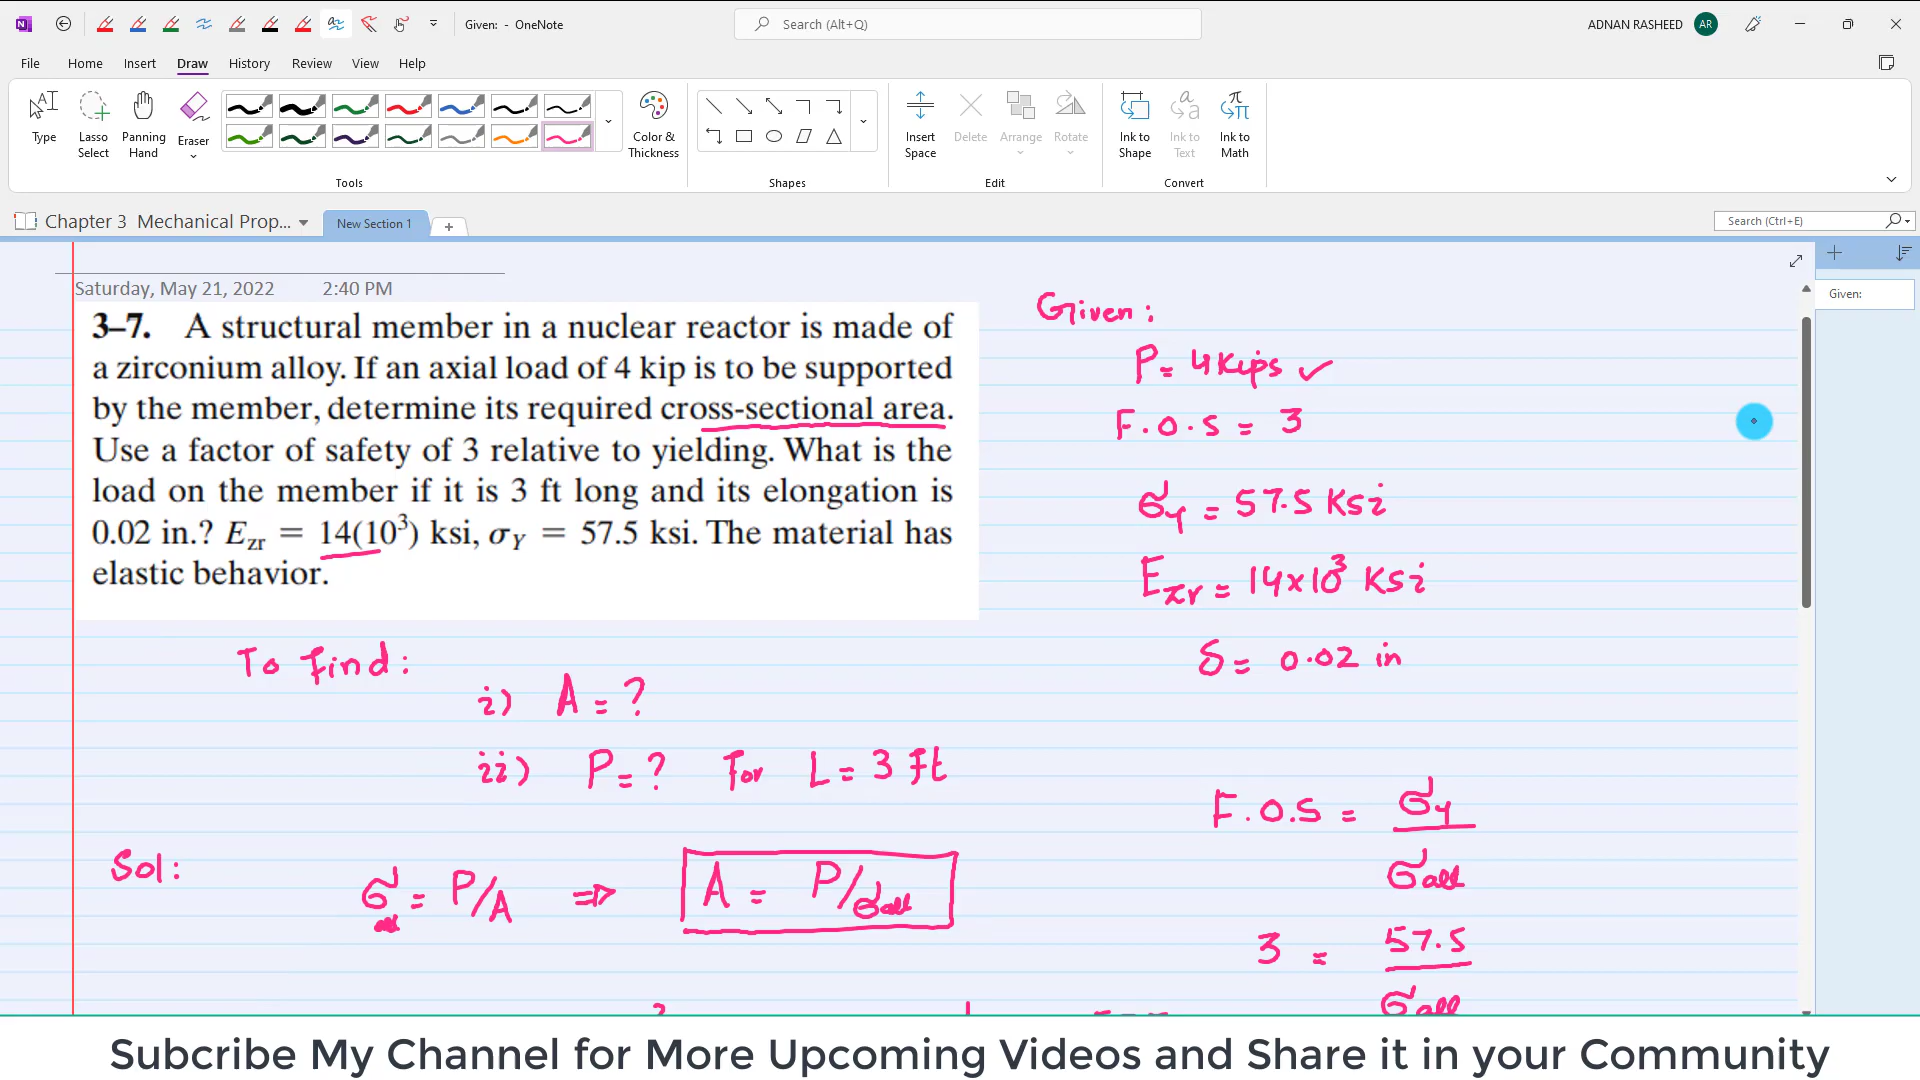 Given: - OneNote
Search (Alt+Q)
ADNAN RASHEED
AR
File
Home
Insert
Draw
History
Review
View
Help
Type
Lasso
Select
Panning
Hand
Eraser
Color &
Thickness
Insert
Space
Delete
Arrange
Rotate
Ink to
Shape
Ink to
Text
Ink to
Math
Tools
Shapes
Edit
Convert
Chapter 3 Mechanical Prop...
New Section 1
Search (Ctrl+E)
Given:
Saturday, May 21, 2022 2:40 PM
3–7. A structural member in a nuclear reactor is made of
a zirconium alloy. If an axial load of 4 kip is to be supported
by the member, determine its required cross-sectional area.
Use a factor of safety of 3 relative to yielding. What is the
load on the member if it is 3 ft long and its elongation is
0.02 in.? Ezr = 14(10³) ksi, σY = 57.5 ksi. The material has
elastic behavior.
Given:
P = 4 Kips ✓
F.O.S = 3
σy = 57.5 Ksi
Ezr = 14×10³ Ksi
δ = 0.02 in
To Find:
i) A = ?
ii) P = ? For L = 3 Ft
Sol:
σall = P/A ⇒ A = P/σall
F.O.S = σy
σall
3 = 57.5
σall
Subcribe My Channel for More Upcoming Videos and Share it in your Community